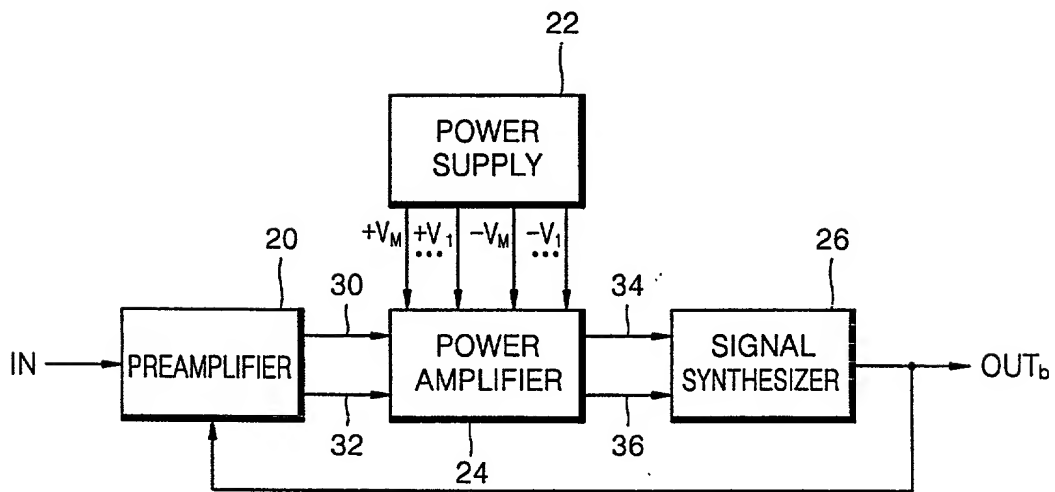 22
POWER
SUPPLY
+VM +V1 −VM −V1
••• •••
20
30
34
26
IN
PREAMPLIFIER
POWER
AMPLIFIER
SIGNAL
SYNTHESIZER
OUTb
32
24
36